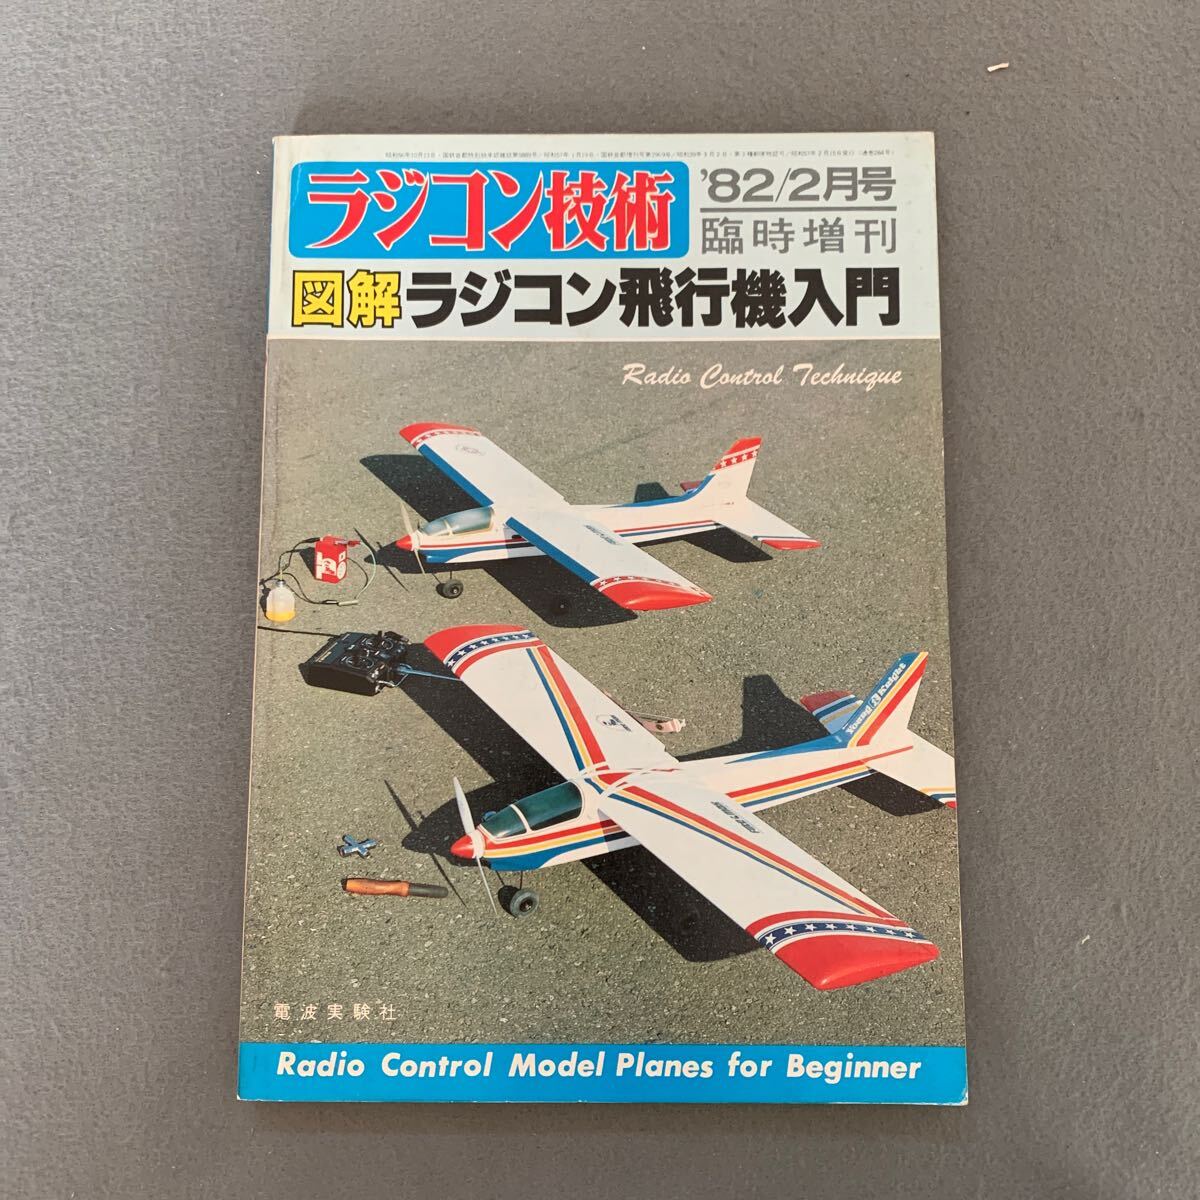 ラジコン技術
'82/2月号
臨時増刊
図解ラジコン飛行機入門
Radio Control Technique
Young Knight
電波実験社
Radio Control Model Planes for Beginner